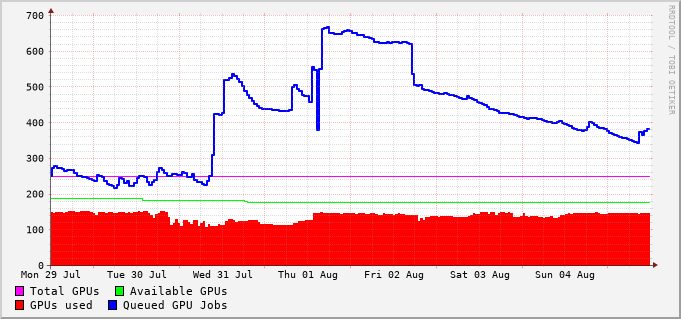 RRDTOOL / TOBI OETIKER
700
600
500
400
300
200
100
0
Mon 29 Jul Tue 30 Jul Wed 31 Jul Thu 01 Aug Fri 02 Aug Sat 03 Aug Sun 04 Aug
Total GPUs Available GPUs
GPUs used Queued GPU Jobs